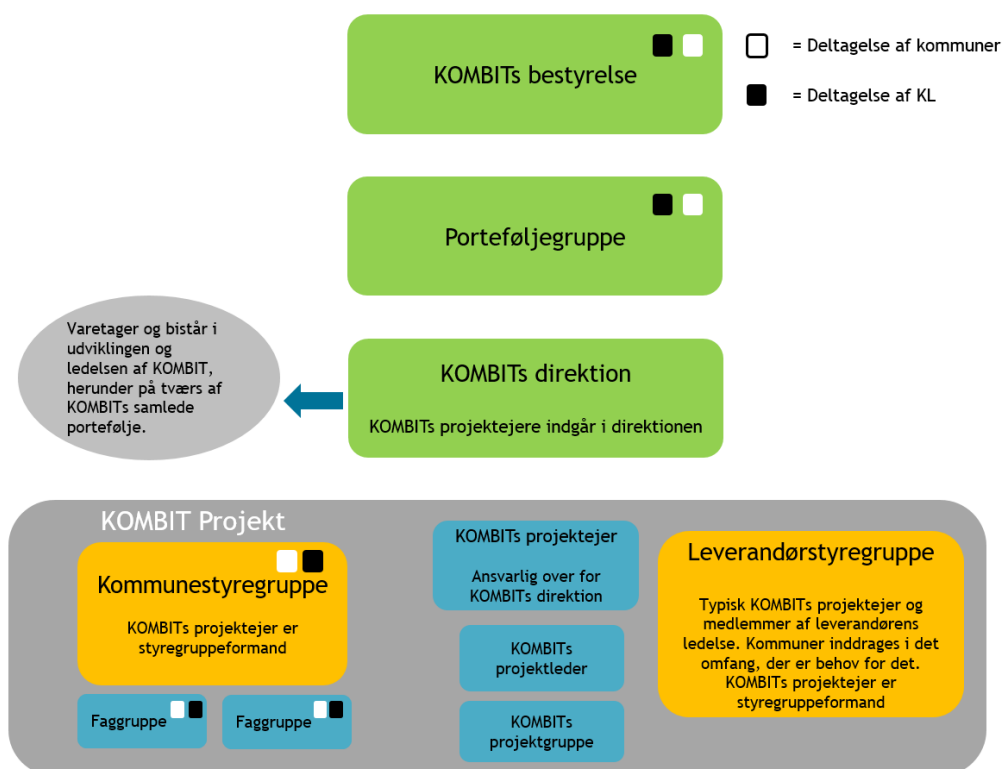 KOMBITs bestyrelse
= Deltagelse af kommuner
= Deltagelse af KL
Porteføljegruppe
Varetager og bistår i
udviklingen og
ledelsen af KOMBIT,
herunder på tværs af
KOMBITs samlede
portefølje.
KOMBITs direktion
KOMBITs projektejere indgår i direktionen
KOMBIT Projekt
Kommunestyregruppe
KOMBITs projektejer er
styregruppeformand
Faggruppe
Faggruppe
KOMBITs projektejer
Ansvarlig over for
KOMBITs direktion
KOMBITs
projektleder
KOMBITs
projektgruppe
Leverandørstyregruppe
Typisk KOMBITs projektejer og
medlemmer af leverandørens
ledelse. Kommuner inddrages i det
omfang, der er behov for det.
KOMBITs projektejer er
styregruppeformand